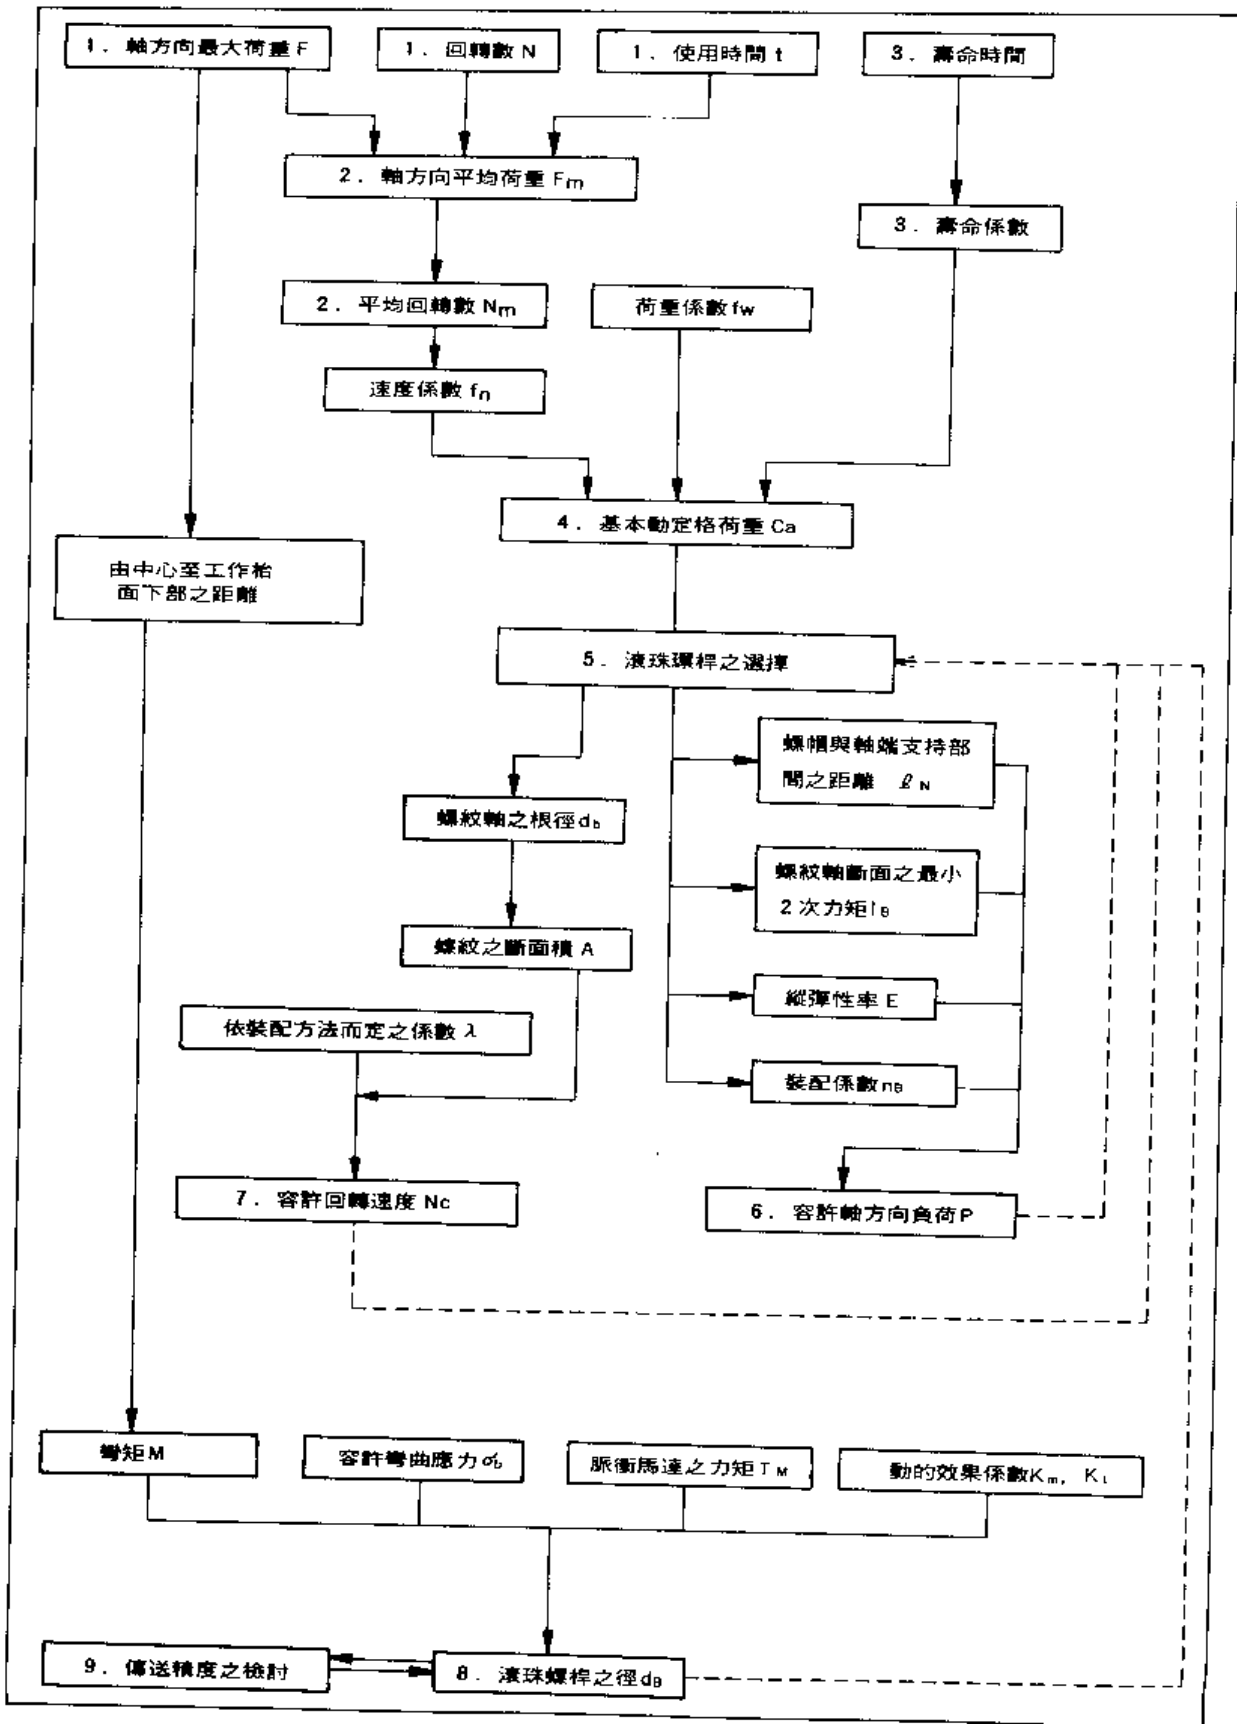 1. 軸方向最大荷重 F
1. 回轉數 N
1. 使用時間 t
3. 壽命時間
2. 軸方向平均荷重 Fm
3. 壽命係數
2. 平均回轉數 Nm
荷重係數 fw
速度係數 fn
4. 基本動定格荷重 Ca
由中心至工作枱
面下部之距離
5. 滾珠環桿之選擇
螺帽與軸端支持部
間之距離 ℓN
螺紋軸之根徑 db
螺紋軸斷面之最小
2次力矩 IB
螺紋之斷面積 A
縱彈性率 E
依裝配方法而定之係數 λ
裝配係數 nB
7. 容許回轉速度 Nc
6. 容許軸方向負荷 P
彎矩 M
容許彎曲應力 σb
脈衝馬達之力矩 TM
動的效果係數 Km, Kt
9. 傳送精度之檢討
8. 滾珠螺桿之徑 dB